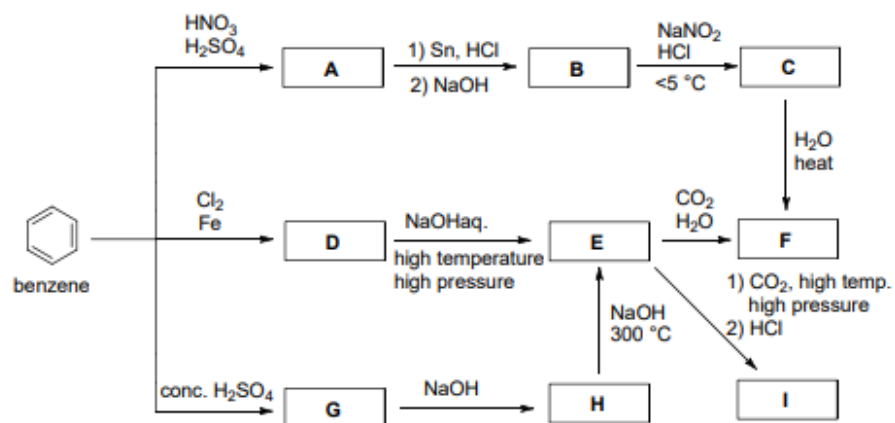 HNO3
H2SO4
A
1) Sn, HCl
2) NaOH
B
NaNO2
HCl
<5 °C
C
H2O
heat
benzene
Cl2
Fe
D
NaOHaq.
high temperature
high pressure
E
CO2
H2O
F
NaOH
300 °C
1) CO2, high temp.
high pressure
2) HCl
conc. H2SO4
G
NaOH
H
I